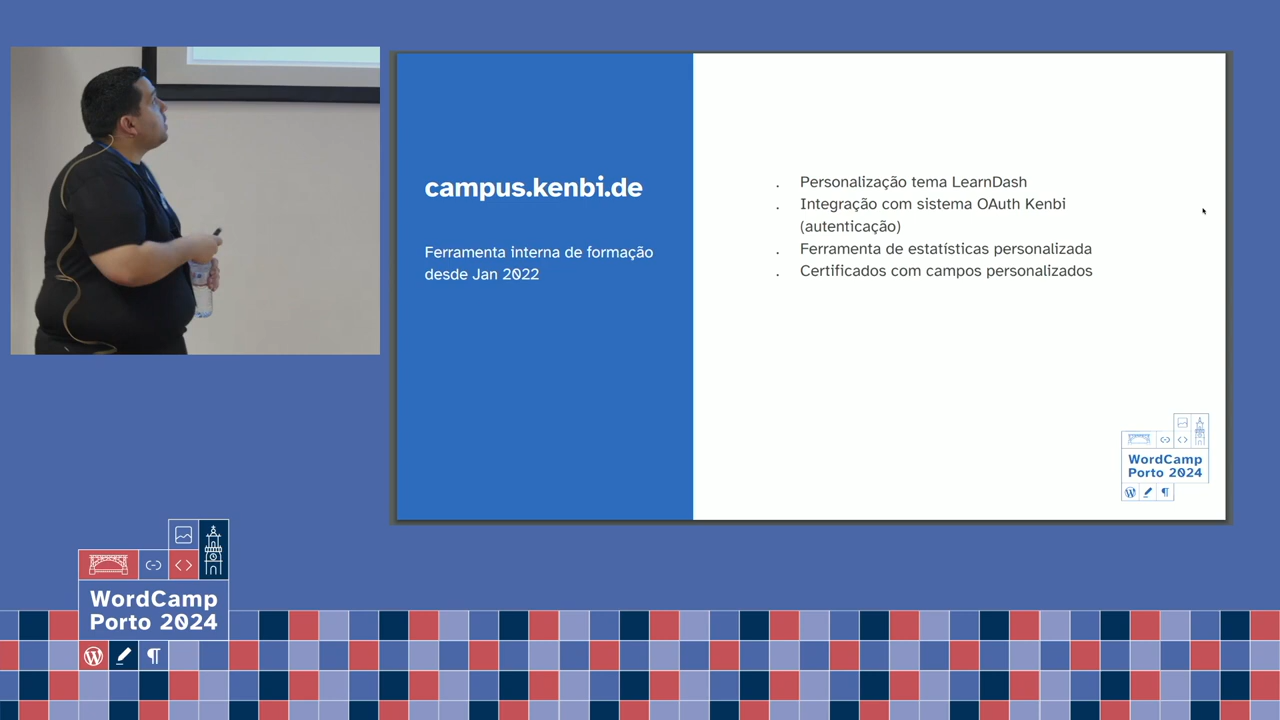 campus.kenbi.de
Ferramenta interna de formação
desde Jan 2022
. Personalização tema LearnDash
. Integração com sistema OAuth Kenbi
(autenticação)
. Ferramenta de estatísticas personalizada
. Certificados com campos personalizados
WordCamp
Porto 2024
WordCamp
Porto 2024